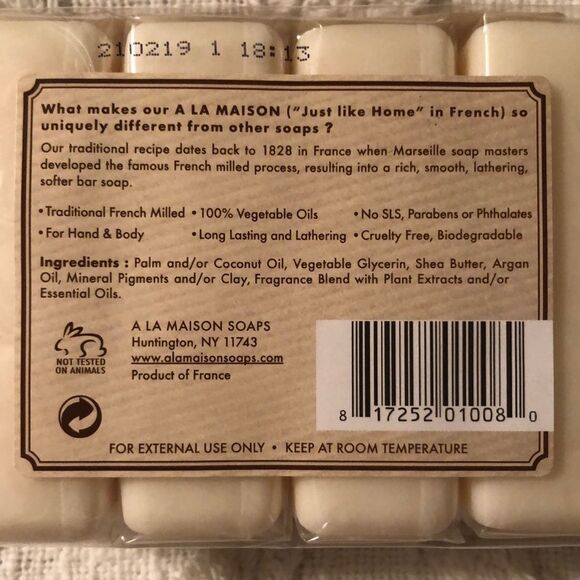 210219 1 18:13
What makes our A LA MAISON ("Just like Home" in French) so
uniquely different from other soaps ?
Our traditional recipe dates back to 1828 in France when Marseille soap masters
developed the famous French milled process, resulting into a rich, smooth, lathering,
softer bar soap.
• Traditional French Milled • 100% Vegetable Oils • No SLS, Parabens or Phthalates
• For Hand & Body • Long Lasting and Lathering • Cruelty Free, Biodegradable
Ingredients : Palm and/or Coconut Oil, Vegetable Glycerin, Shea Butter, Argan
Oil, Mineral Pigments and/or Clay, Fragrance Blend with Plant Extracts and/or
Essential Oils.
NOT TESTED
ON ANIMALS
A LA MAISON SOAPS
Huntington, NY 11743
www.alamaisonsoaps.com
Product of France
8 17252 01008 0
FOR EXTERNAL USE ONLY • KEEP AT ROOM TEMPERATURE